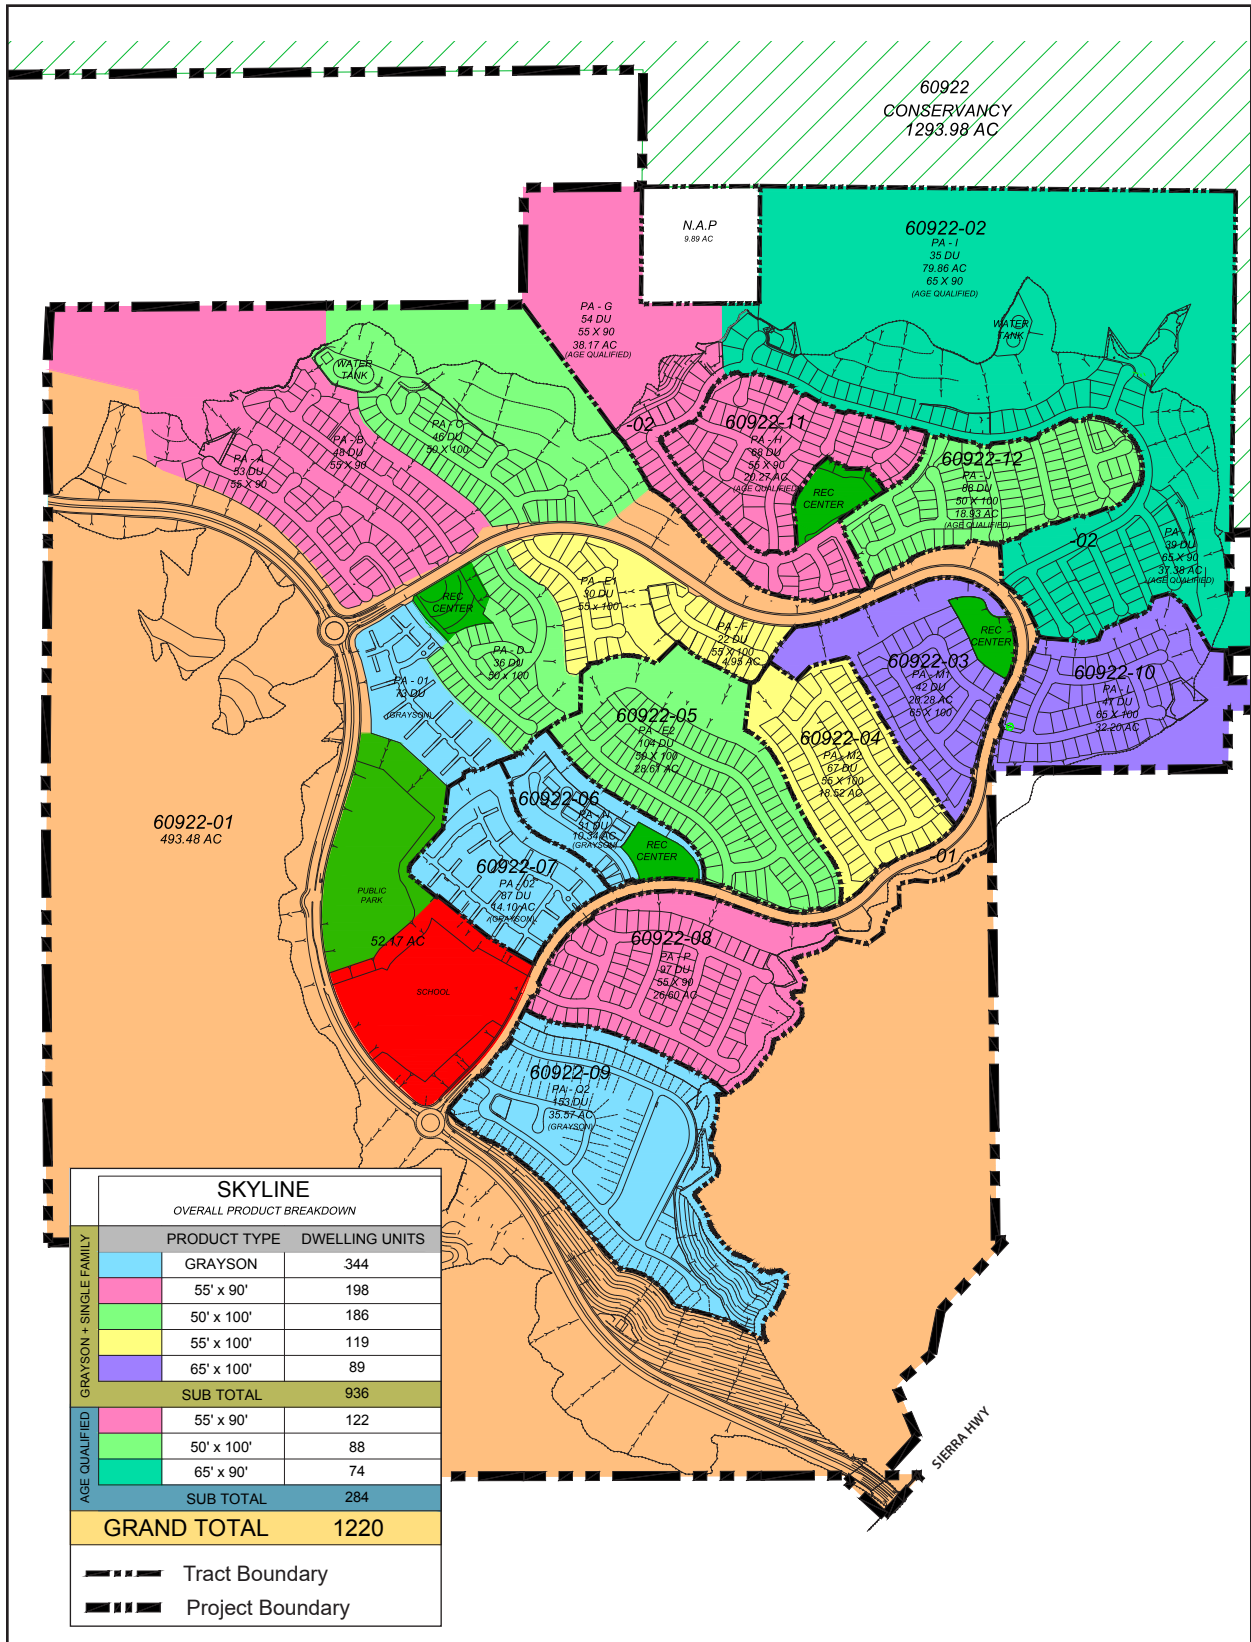 60922
CONSERVANCY
1293.98 AC
N.A.P
9.89 AC
60922-02
PA - I
35 DU
79.86 AC
65 X 90
(AGE QUALIFIED)
WATER
TANK
PA - G
54 DU
55 X 90
38.17 AC
(AGE QUALIFIED)
WATER
TANK
PA - C
46 DU
50 X 100
PA - B
48 DU
55 X 90
PA - A
53 DU
55 X 90
-02
60922-11
PA - H
68 DU
55 X 90
20.27 AC
(AGE QUALIFIED)
REC
CENTER
60922-12
PA - J
88 DU
50 X 100
18.93 AC
(AGE QUALIFIED)
-02
PA - K
39 DU
65 X 90
37.38 AC
(AGE QUALIFIED)
REC
CENTER
PA - E1
30 DU
55 x 100
PA - F
22 DU
55 X 100
4.95 AC
PA - D
36 DU
50 x 100
REC
CENTER
60922-03
PA - M1
42 DU
20.28 AC
65 X 100
60922-10
PA - L
47 DU
65 X 100
32.20 AC
PA - 01
73 DU
(GRAYSON)
60922-05
PA - E2
104 DU
50 X 100
28.61 AC
60922-04
PA - M2
67 DU
55 X 100
18.52 AC
60922-06
PA - N
31 DU
10.34 AC
(GRAYSON)
REC
CENTER
60922-01
493.48 AC
-01
60922-07
PA - 02
87 DU
14.10 AC
(GRAYSON)
PUBLIC
PARK
52.17 AC
SCHOOL
60922-08
PA - P
97 DU
55 X 90
26.60 AC
60922-09
PA - Q2
153 DU
35.57 AC
(GRAYSON)
SIERRA HWY
SKYLINE
OVERALL PRODUCT BREAKDOWN
PRODUCT TYPE DWELLING UNITS
GRAYSON + SINGLE FAMILY
GRAYSON 344
55' x 90' 198
50' x 100' 186
55' x 100' 119
65' x 100' 89
SUB TOTAL 936
AGE QUALIFIED
55' x 90' 122
50' x 100' 88
65' x 90' 74
SUB TOTAL 284
GRAND TOTAL 1220
Tract Boundary
Project Boundary